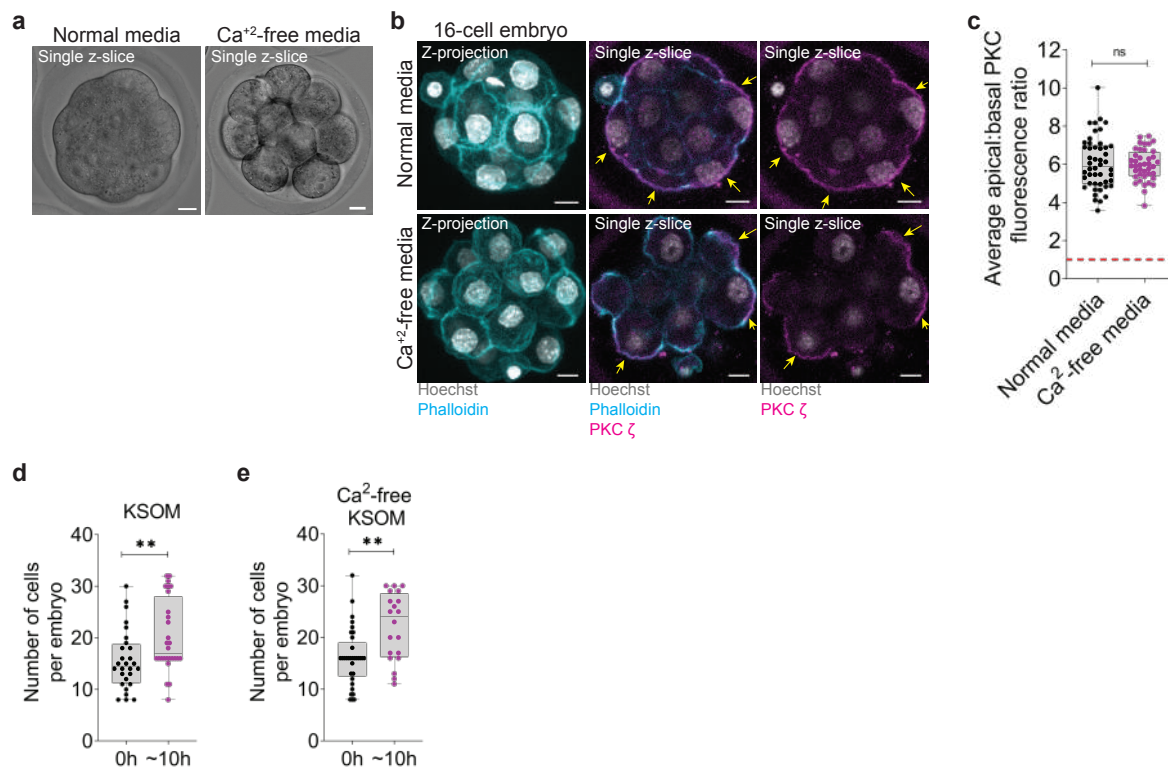 a
Normal media
Ca⁺²-free media
Single z-slice
Single z-slice
b
16-cell embryo
Z-projection
Single z-slice
Single z-slice
Normal media
Z-projection
Single z-slice
Single z-slice
Ca⁺²-free media
Hoechst
Phalloidin
Hoechst
Phalloidin
PKC ζ
Hoechst
PKC ζ
c
Average apical:basal PKC
fluorescence ratio
12
10
8
6
4
2
0
ns
Normal media
Ca²-free media
d
KSOM
Number of cells
per embryo
40
30
20
10
0
**
0h
~10h
e
Ca²-free
KSOM
Number of cells
per embryo
40
30
20
10
0
**
0h
~10h